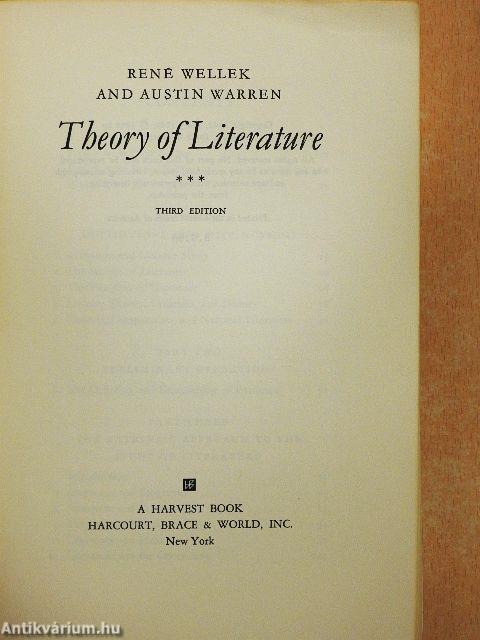 RENÉ WELLEK
AND AUSTIN WARREN
Theory of Literature
***
THIRD EDITION
A HARVEST BOOK
HARCOURT, BRACE & WORLD, INC.
New York
Antikvárium.hu